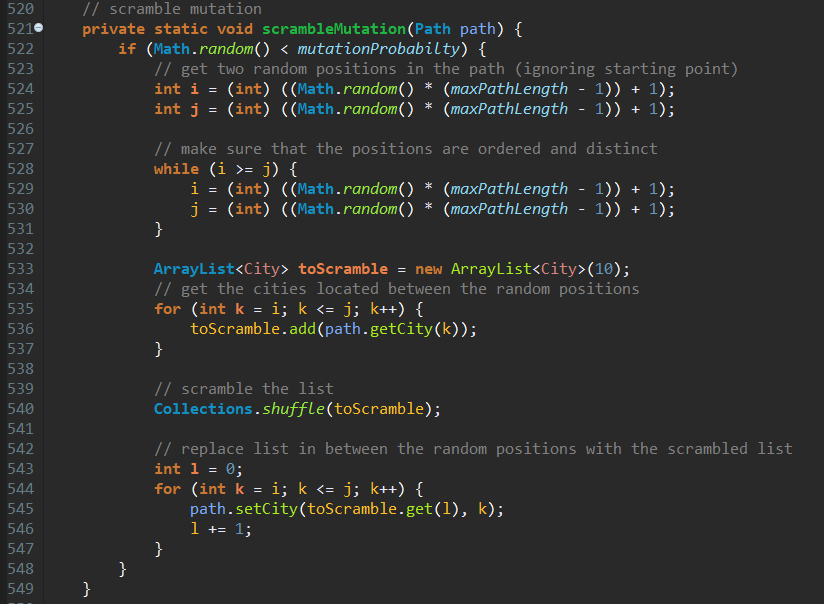 520 // scramble mutation
521 private static void scrambleMutation(Path path) {
522 if (Math.random() < mutationProbabilty) {
523 // get two random positions in the path (ignoring starting point)
524 int i = (int) ((Math.random() * (maxPathLength - 1)) + 1);
525 int j = (int) ((Math.random() * (maxPathLength - 1)) + 1);
526
527 // make sure that the positions are ordered and distinct
528 while (i >= j) {
529 i = (int) ((Math.random() * (maxPathLength - 1)) + 1);
530 j = (int) ((Math.random() * (maxPathLength - 1)) + 1);
531 }
532
533 ArrayList<City> toScramble = new ArrayList<City>(10);
534 // get the cities located between the random positions
535 for (int k = i; k <= j; k++) {
536 toScramble.add(path.getCity(k));
537 }
538
539 // scramble the list
540 Collections.shuffle(toScramble);
541
542 // replace list in between the random positions with the scrambled list
543 int l = 0;
544 for (int k = i; k <= j; k++) {
545 path.setCity(toScramble.get(l), k);
546 l += 1;
547 }
548 }
549 }